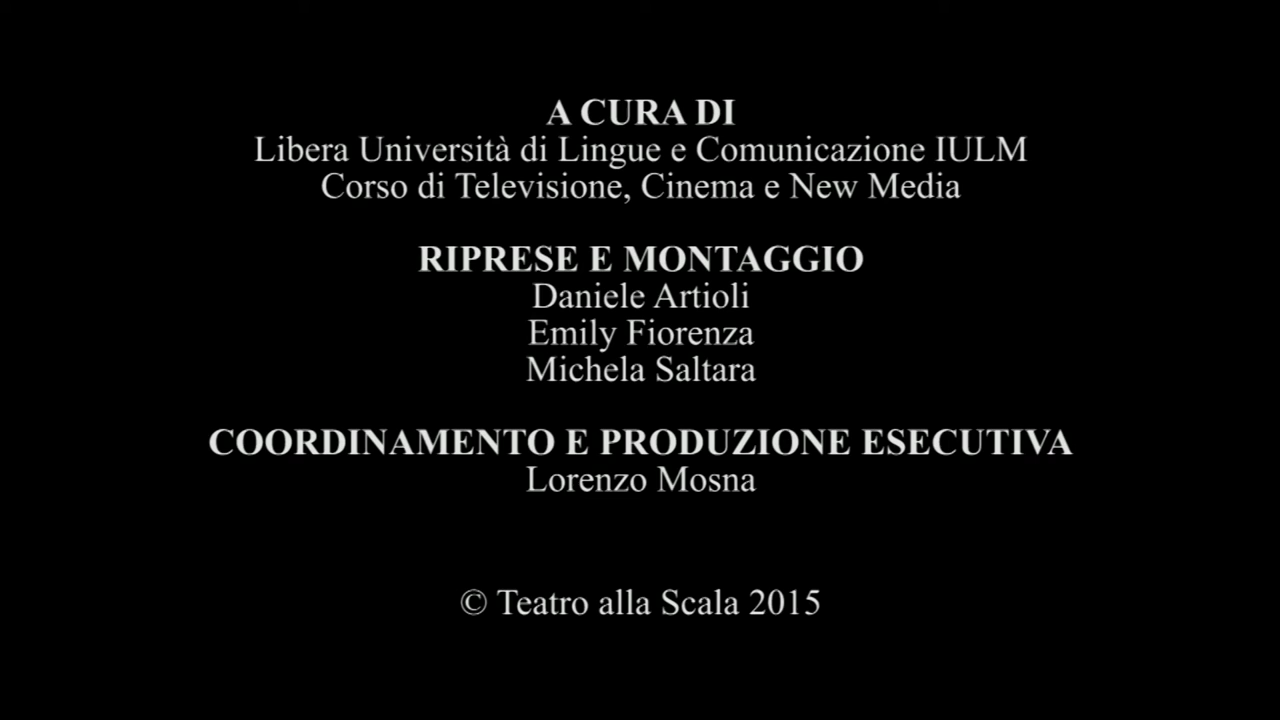 A CURA DI
Libera Università di Lingue e Comunicazione IULM
Corso di Televisione, Cinema e New Media
RIPRESE E MONTAGGIO
Daniele Artioli
Emily Fiorenza
Michela Saltara
COORDINAMENTO E PRODUZIONE ESECUTIVA
Lorenzo Mosna
© Teatro alla Scala 2015